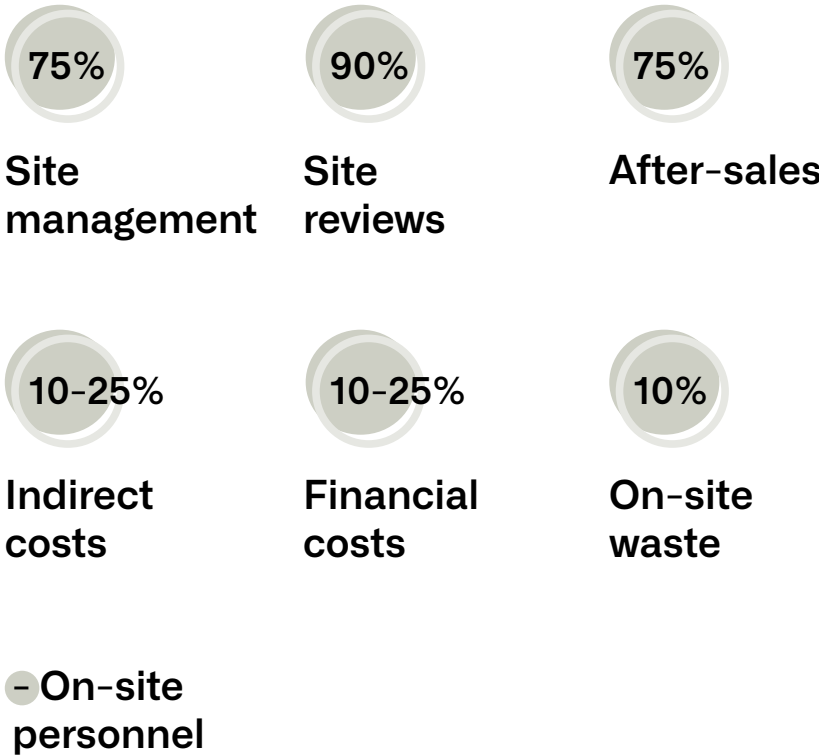 75%
90%
75%
Site
management
Site
reviews
After-sales
10-25%
10-25%
10%
Indirect
costs
Financial
costs
On-site
waste
-On-site
personnel